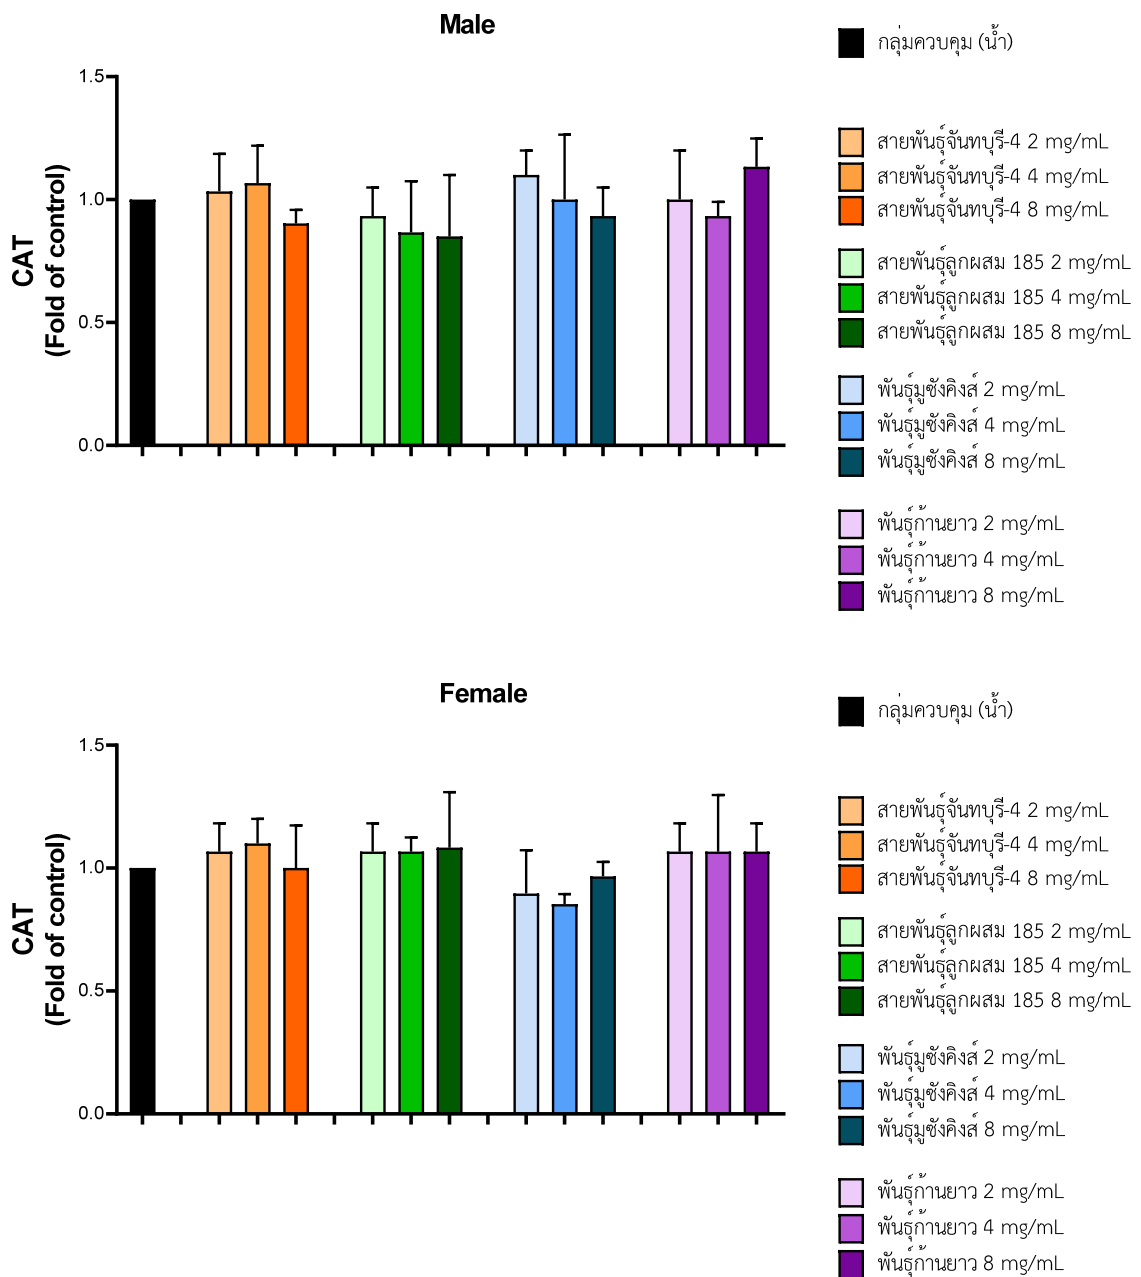 Male
CAT
(Fold of control)
1.5
1.0
0.5
0.0
กลุ่มควบคุม (น้ำ)
สายพันธุ์จันทบุรี-4 2 mg/mL
สายพันธุ์จันทบุรี-4 4 mg/mL
สายพันธุ์จันทบุรี-4 8 mg/mL
สายพันธุ์ลูกผสม 185 2 mg/mL
สายพันธุ์ลูกผสม 185 4 mg/mL
สายพันธุ์ลูกผสม 185 8 mg/mL
พันธุ์มูซังคิงส์ 2 mg/mL
พันธุ์มูซังคิงส์ 4 mg/mL
พันธุ์มูซังคิงส์ 8 mg/mL
พันธุ์ก้านยาว 2 mg/mL
พันธุ์ก้านยาว 4 mg/mL
พันธุ์ก้านยาว 8 mg/mL
Female
CAT
(Fold of control)
1.5
1.0
0.5
0.0
กลุ่มควบคุม (น้ำ)
สายพันธุ์จันทบุรี-4 2 mg/mL
สายพันธุ์จันทบุรี-4 4 mg/mL
สายพันธุ์จันทบุรี-4 8 mg/mL
สายพันธุ์ลูกผสม 185 2 mg/mL
สายพันธุ์ลูกผสม 185 4 mg/mL
สายพันธุ์ลูกผสม 185 8 mg/mL
พันธุ์มูซังคิงส์ 2 mg/mL
พันธุ์มูซังคิงส์ 4 mg/mL
พันธุ์มูซังคิงส์ 8 mg/mL
พันธุ์ก้านยาว 2 mg/mL
พันธุ์ก้านยาว 4 mg/mL
พันธุ์ก้านยาว 8 mg/mL